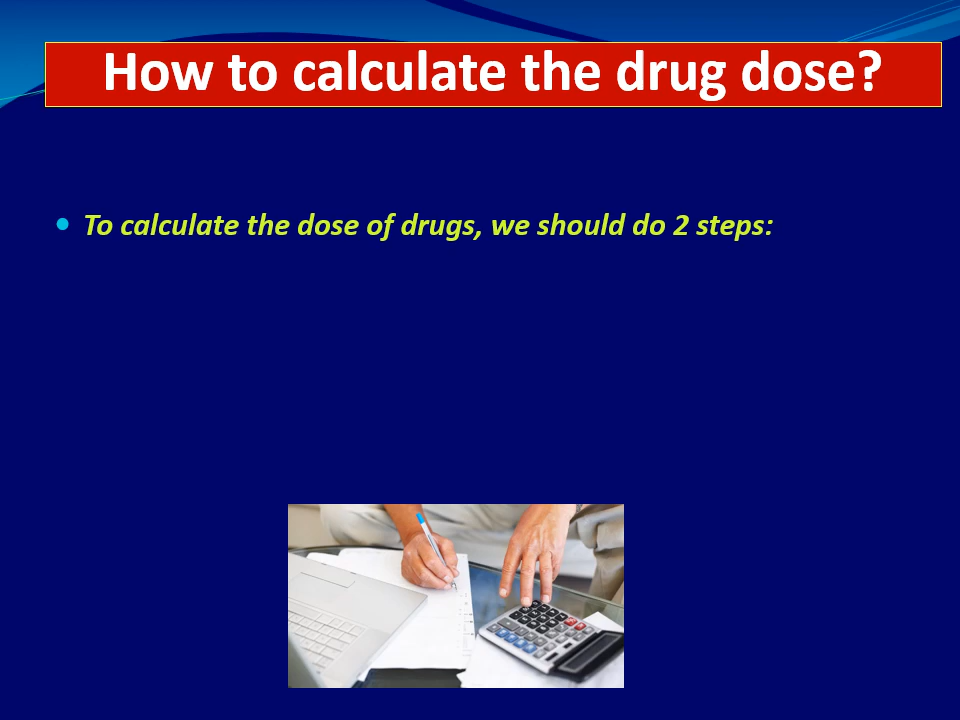 How to calculate the drug dose?
To calculate the dose of drugs, we should do 2 steps: